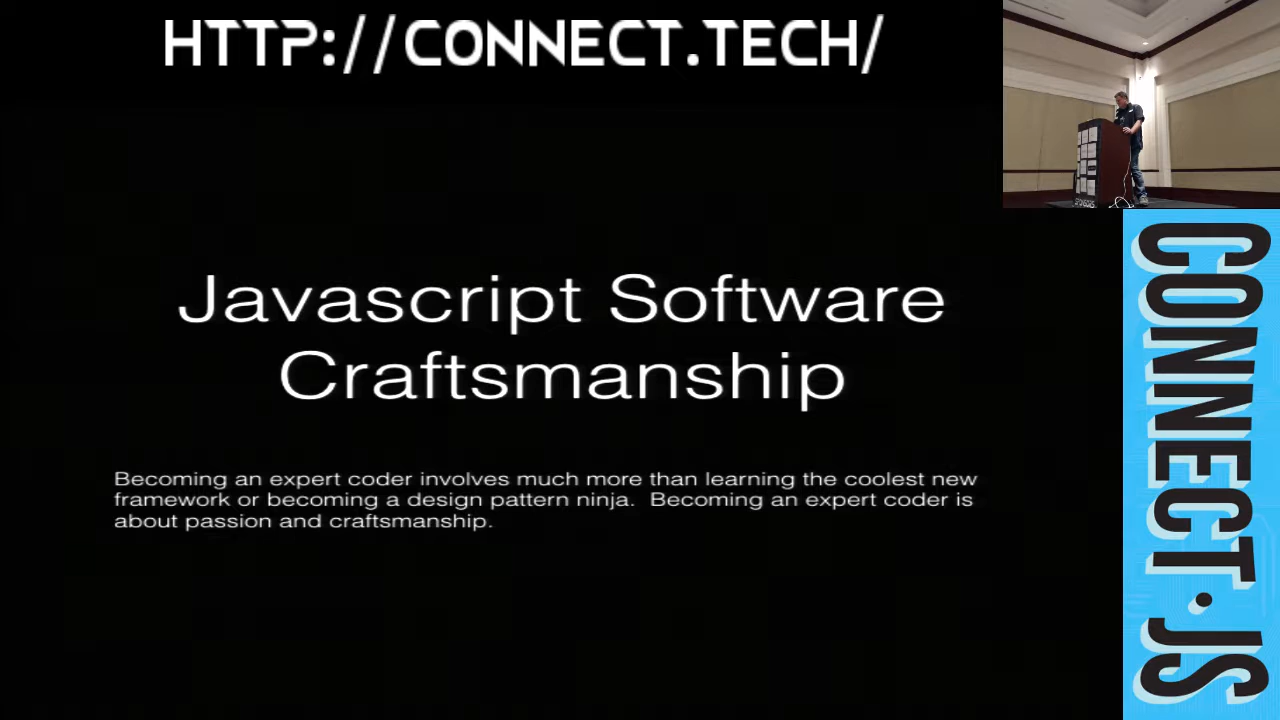 HTTP://CONNECT.TECH/
Javascript Software
Craftsmanship
Becoming an expert coder involves much more than learning the coolest new
framework or becoming a design pattern ninja.  Becoming an expert coder is
about passion and craftsmanship.
SPONSORS
CONNECT·JS